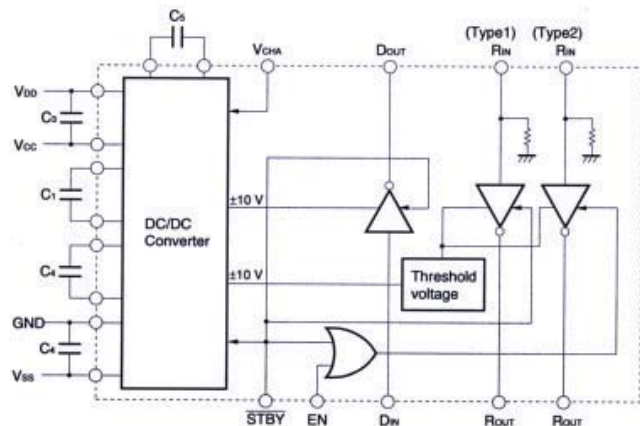 C5
(Type1) (Type2)
VCHA DOUT RIN RIN
VDD
C3
VCC
C1
±10 V
DC/DC
Converter
C4
±10 V
Threshold
voltage
GND
C4
VSS
STBY EN DIN ROUT ROUT